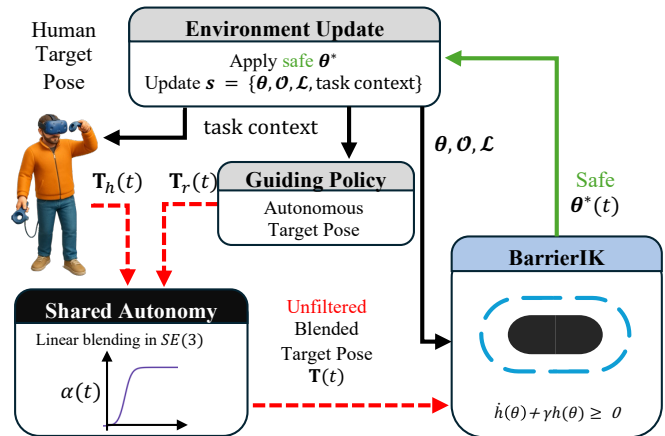 Human
Target
Pose
Environment Update
Apply safe θ*
Update s = {θ, O, L, task context}
task context
θ, O, L
T_h(t)
T_r(t)
Guiding Policy
Autonomous
Target Pose
Safe
θ*(t)
Shared Autonomy
Linear blending in SE(3)
α(t)
Unfiltered
Blended
Target Pose
T(t)
BarrierIK
ḣ(θ) + γh(θ) ≥ 0